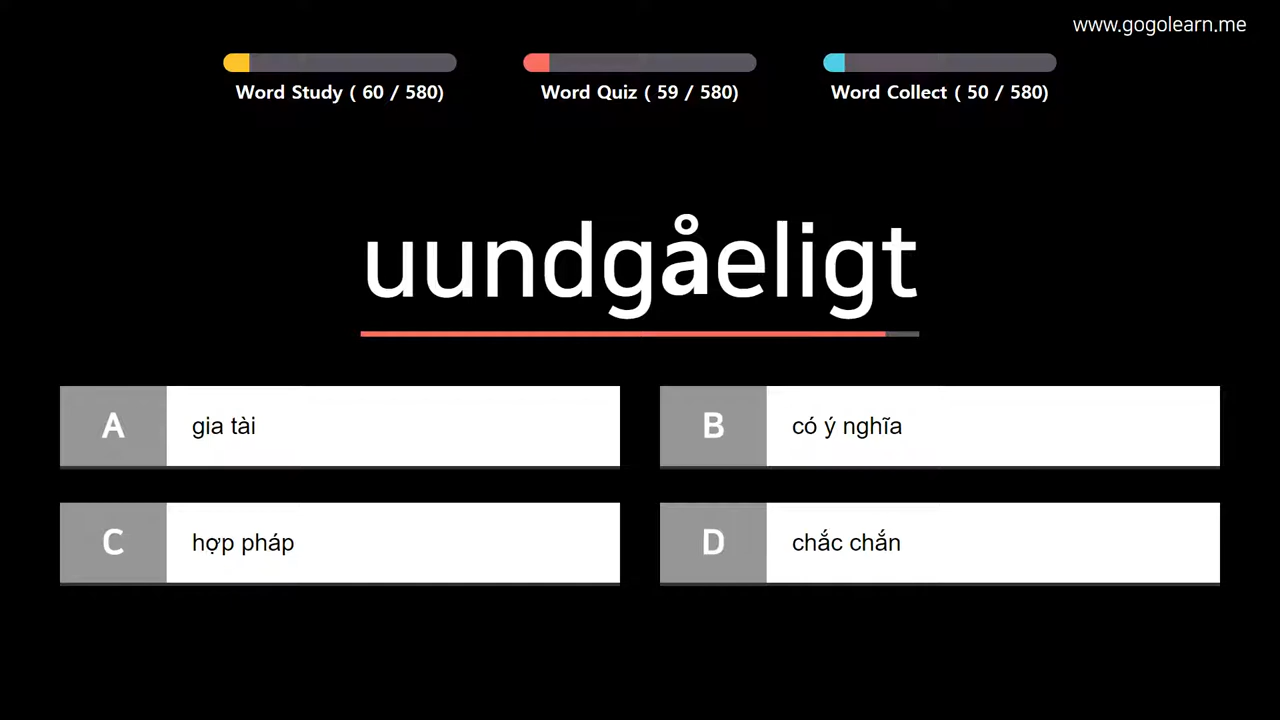 www.gogolearn.me
Word Study ( 60 / 580)
Word Quiz ( 59 / 580)
Word Collect ( 50 / 580)
uundgåeligt
A gia tài
B có ý nghĩa
C hợp pháp
D chắc chắn